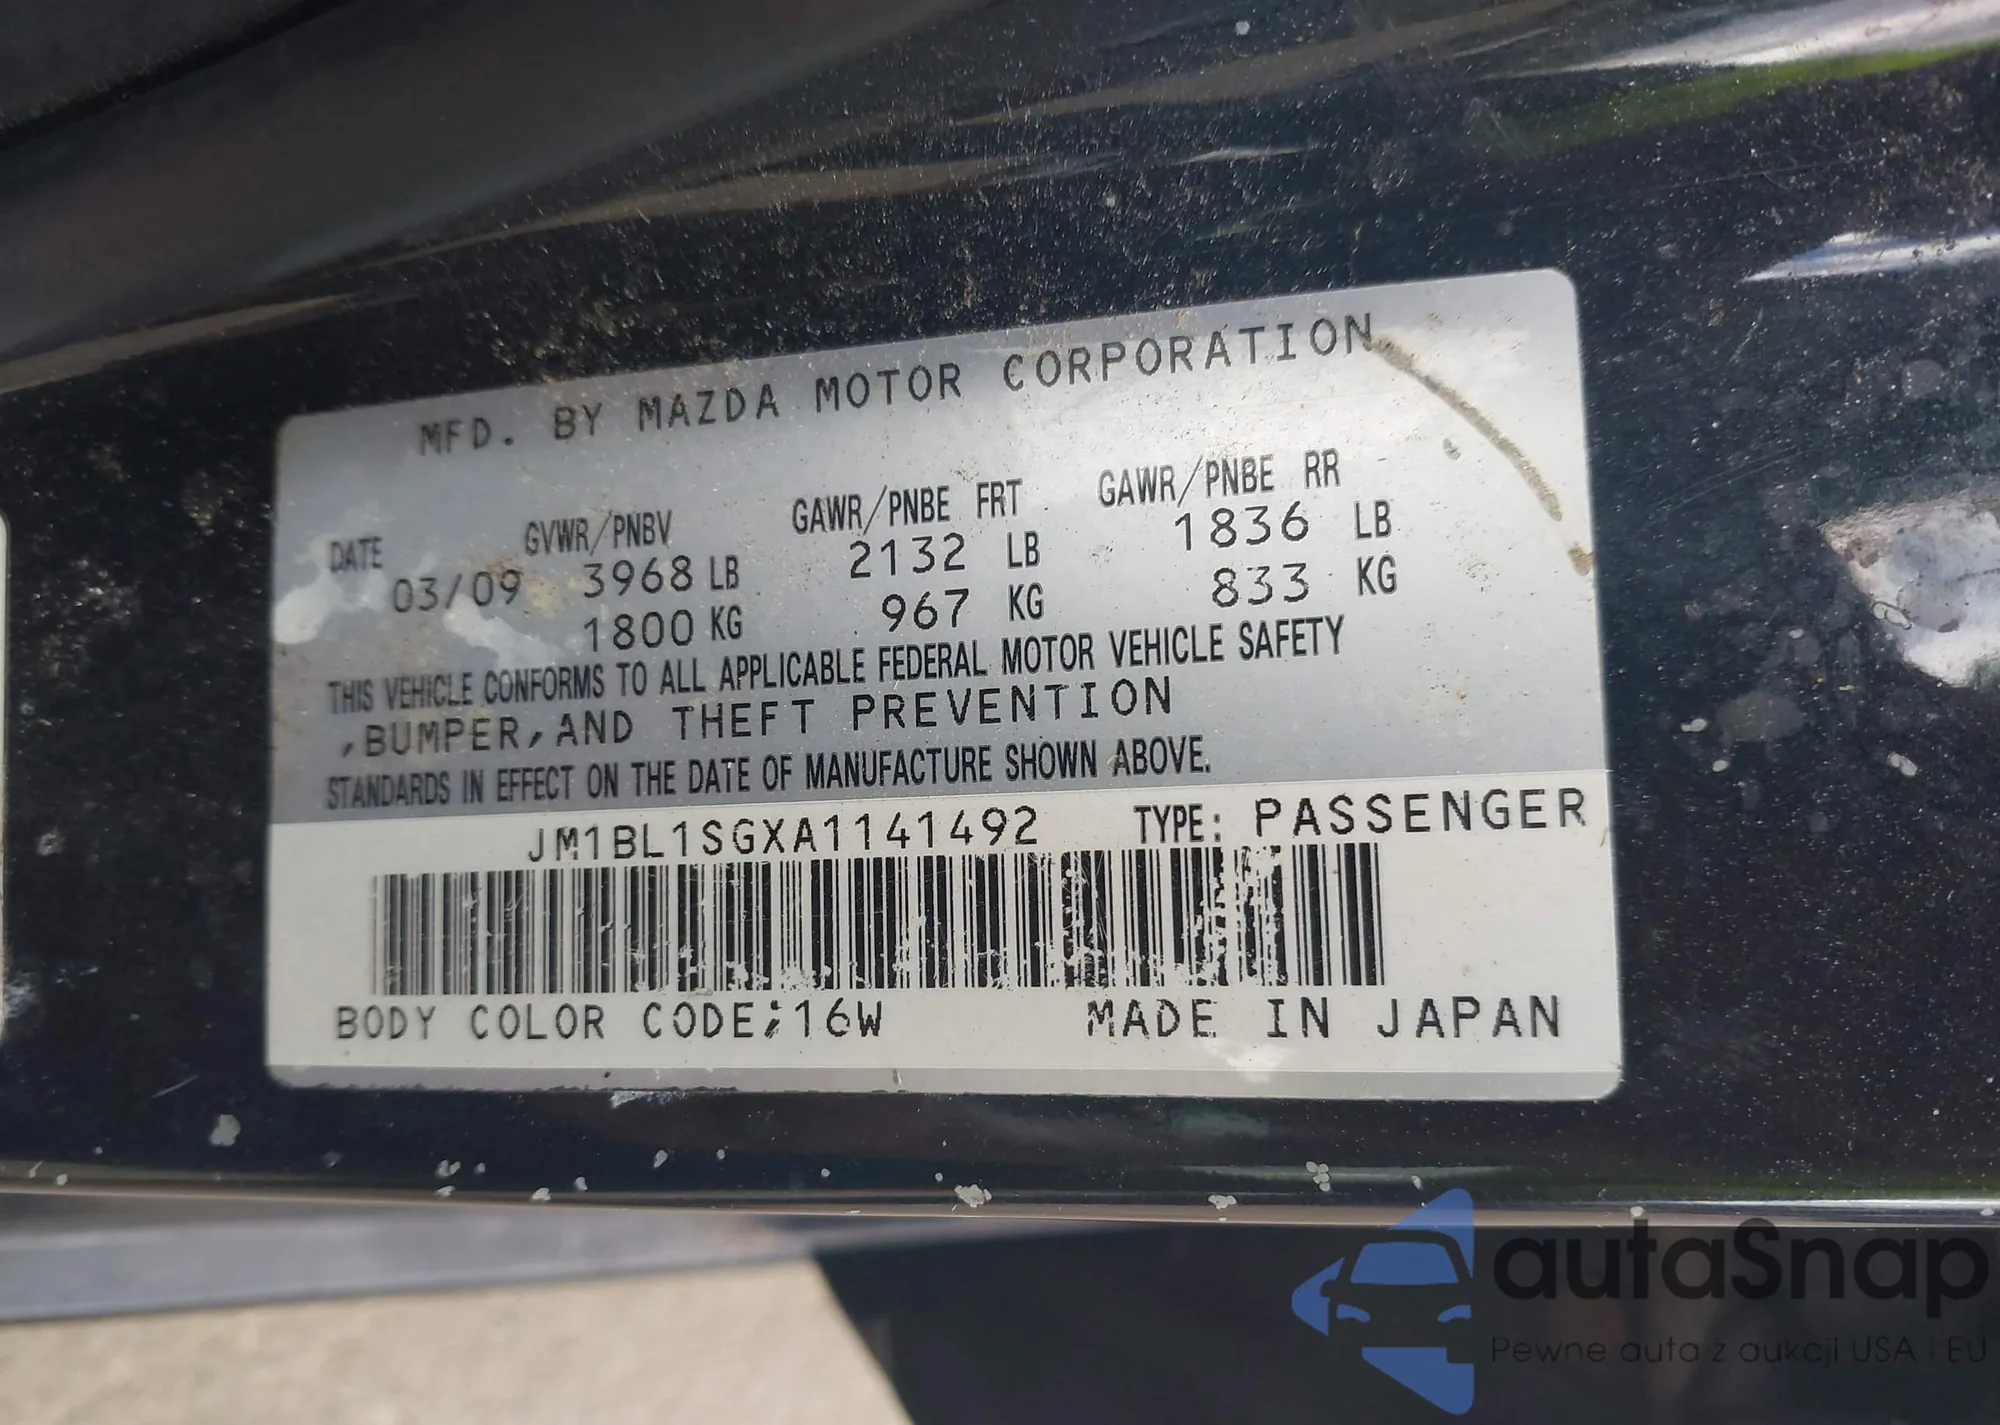 MFD. BY MAZDA MOTOR CORPORATION
DATE GVWR/PNBV GAWR/PNBE FRT GAWR/PNBE RR
03/09 3968 LB 2132 LB 1836 LB
1800 KG 967 KG 833 KG
THIS VEHICLE CONFORMS TO ALL APPLICABLE FEDERAL MOTOR VEHICLE SAFETY
,BUMPER,AND THEFT PREVENTION
STANDARDS IN EFFECT ON THE DATE OF MANUFACTURE SHOWN ABOVE.
JM1BL1SGXA1141492 TYPE: PASSENGER
BODY COLOR CODE:16W MADE IN JAPAN
autaSnap
Pewne auta z aukcji USA i EU